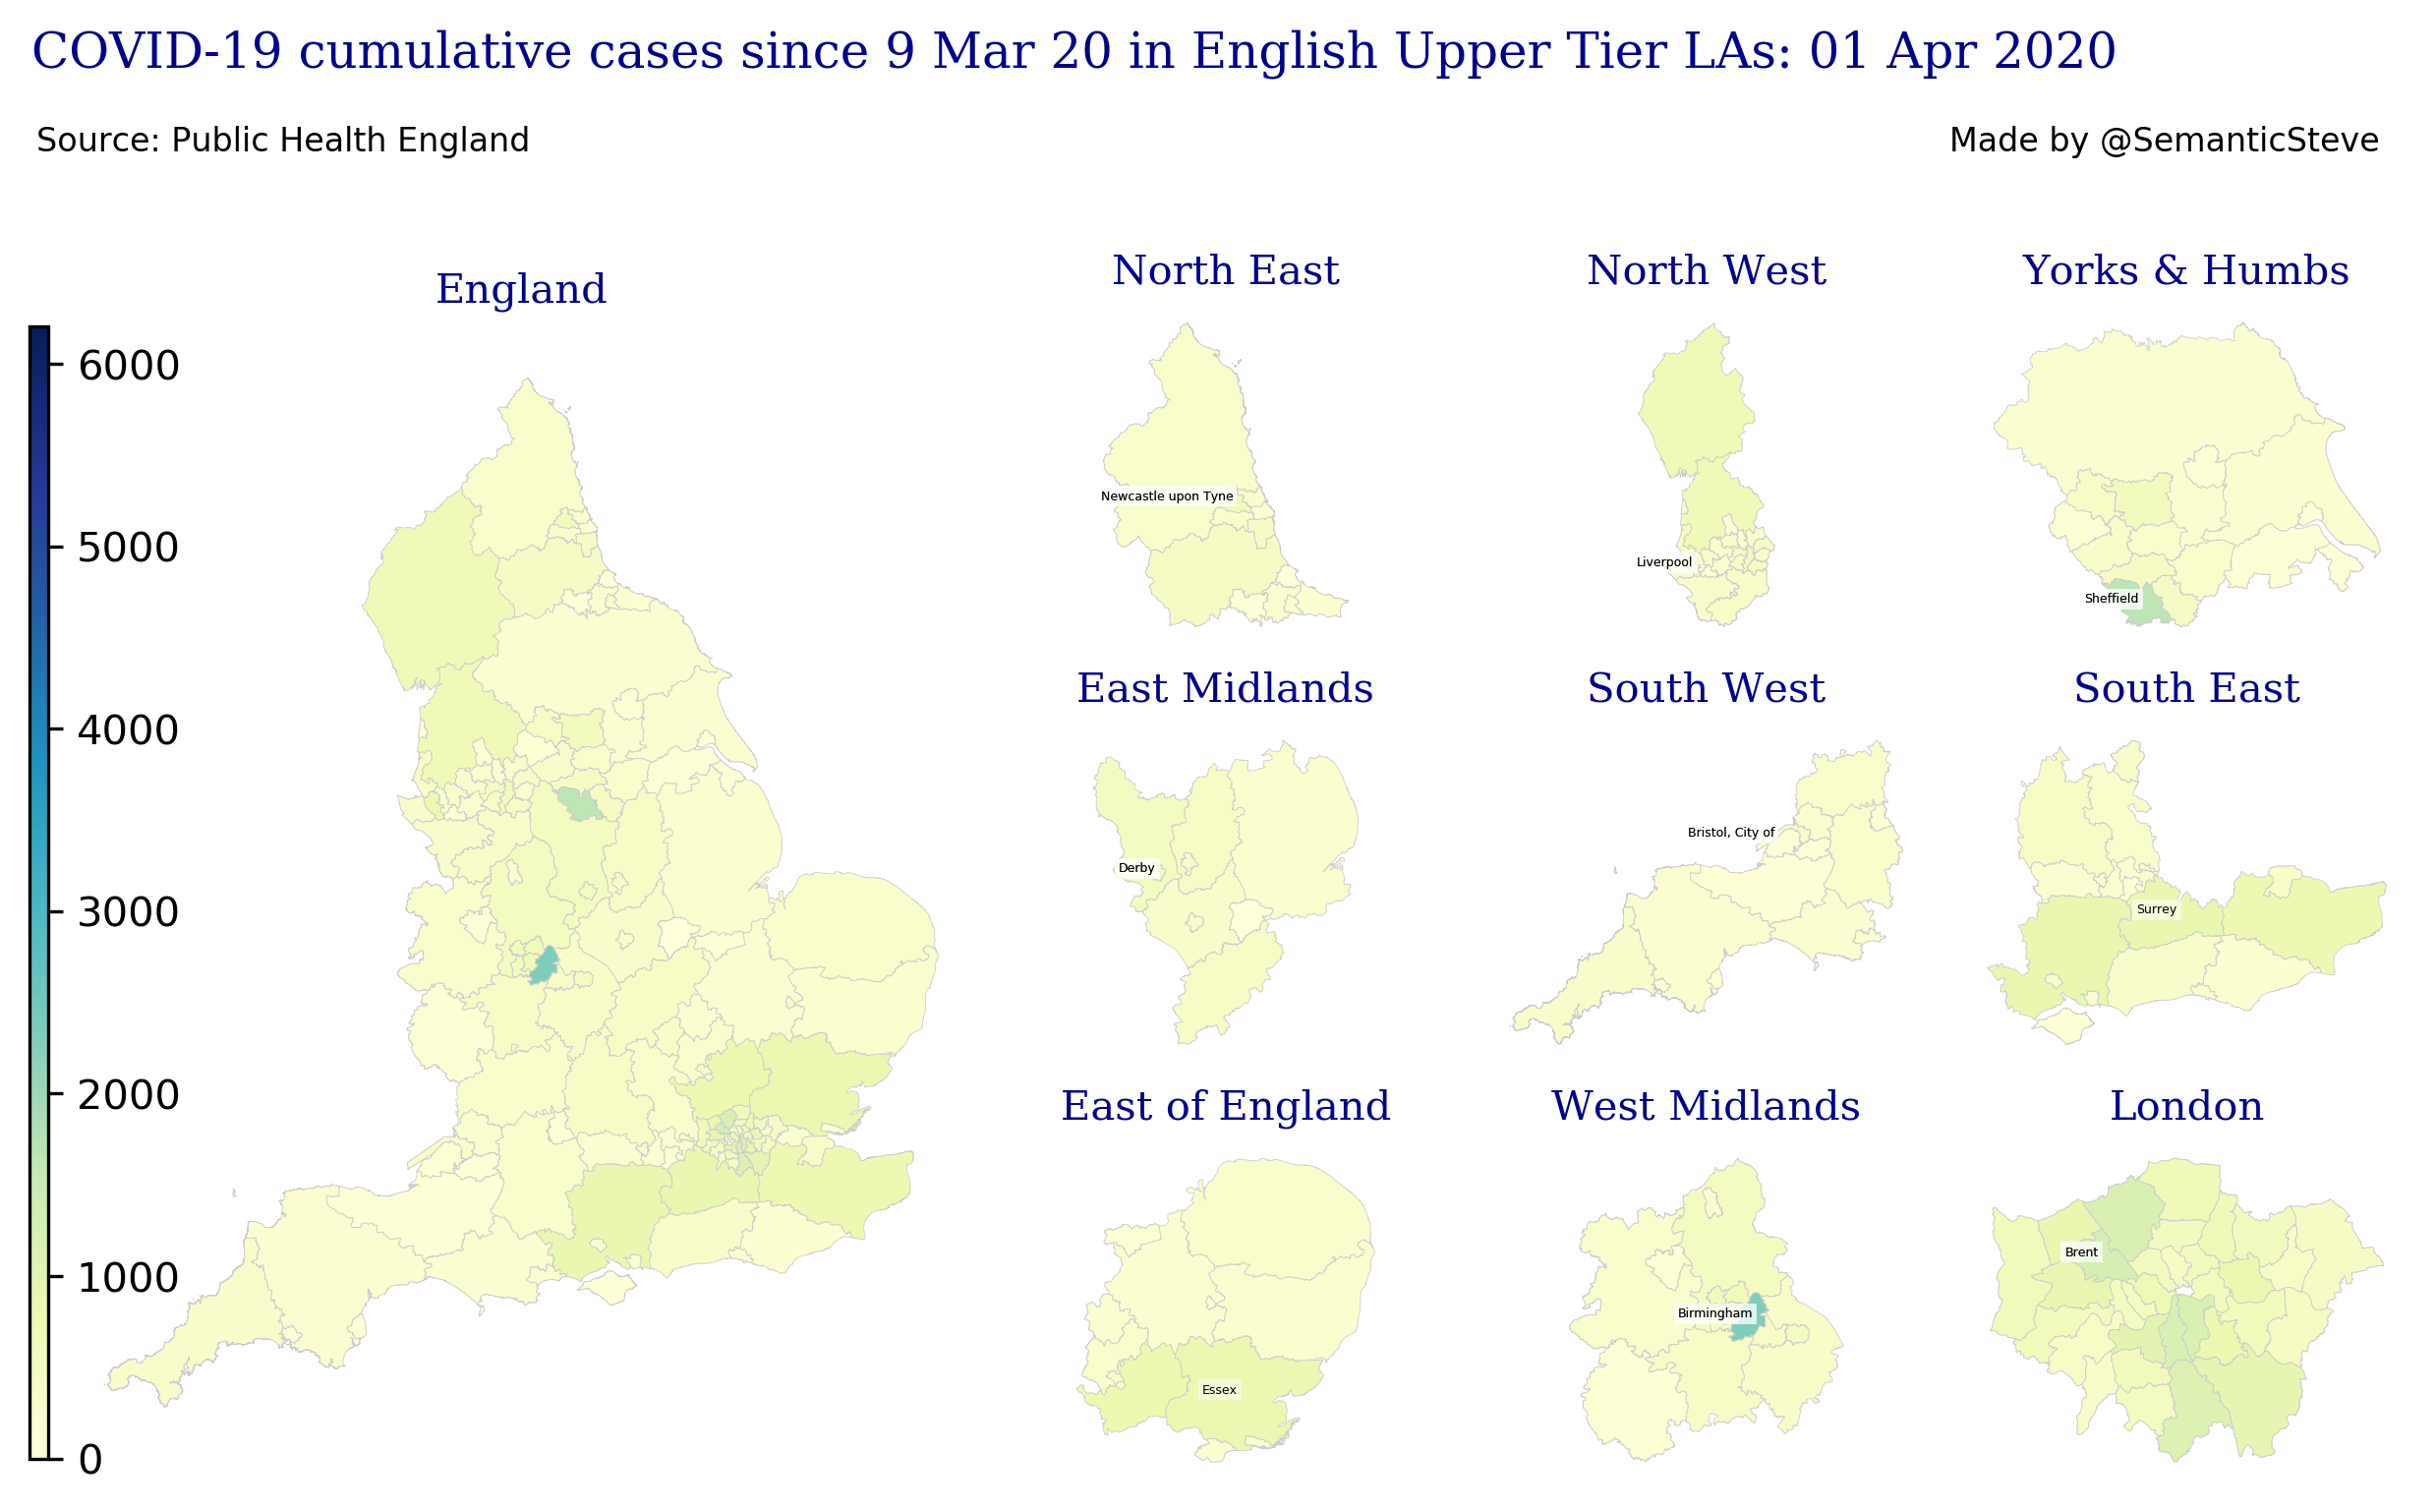 COVID-19 cumulative cases since 9 Mar 20 in English Upper Tier LAs: 01 Apr 2020
Source: Public Health England
Made by @SemanticSteve
England
6000
5000
4000
3000
2000
1000
0
North East
Newcastle upon Tyne
North West
Liverpool
Yorks & Humbs
Sheffield
East Midlands
Derby
South West
Bristol, City of
South East
Surrey
East of England
Essex
West Midlands
Birmingham
London
Brent